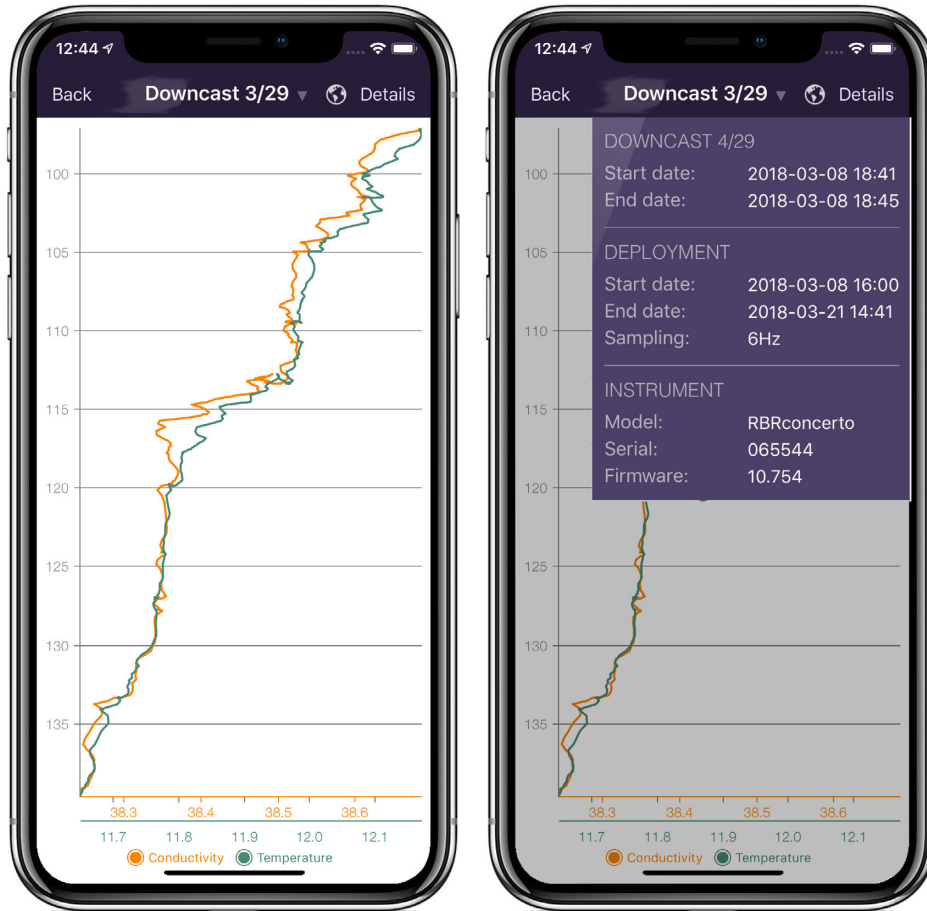 12:44
Back Downcast 3/29 Details
100
105
110
115
120
125
130
135
38.3 38.4 38.5 38.6
11.7 11.8 11.9 12.0 12.1
Conductivity Temperature
12:44
Back Downcast 3/29 Details
DOWNCAST 4/29
Start date: 2018-03-08 18:41
End date: 2018-03-08 18:45
DEPLOYMENT
Start date: 2018-03-08 16:00
End date: 2018-03-21 14:41
Sampling: 6Hz
INSTRUMENT
Model: RBRconcerto
Serial: 065544
Firmware: 10.754
100
105
110
115
120
125
130
135
38.3 38.4 38.5 38.6
11.7 11.8 11.9 12.0 12.1
Conductivity Temperature